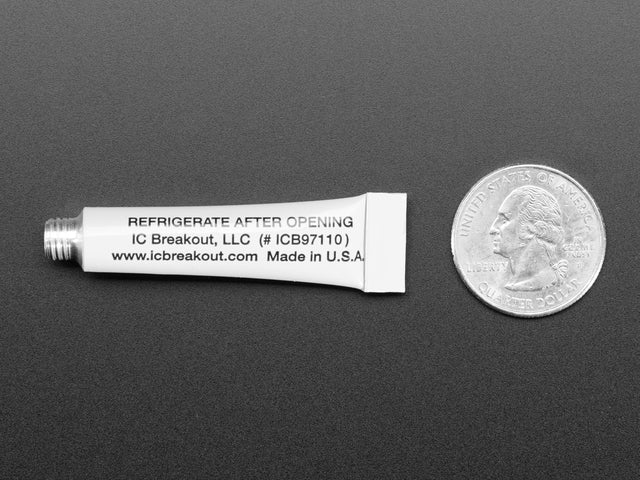 REFRIGERATE AFTER OPENING
IC Breakout, LLC (# ICB97110)
www.icbreakout.com Made in U.S.A
UNITED STATES OF AMERICA
LIBERTY
QUARTER DOLLAR